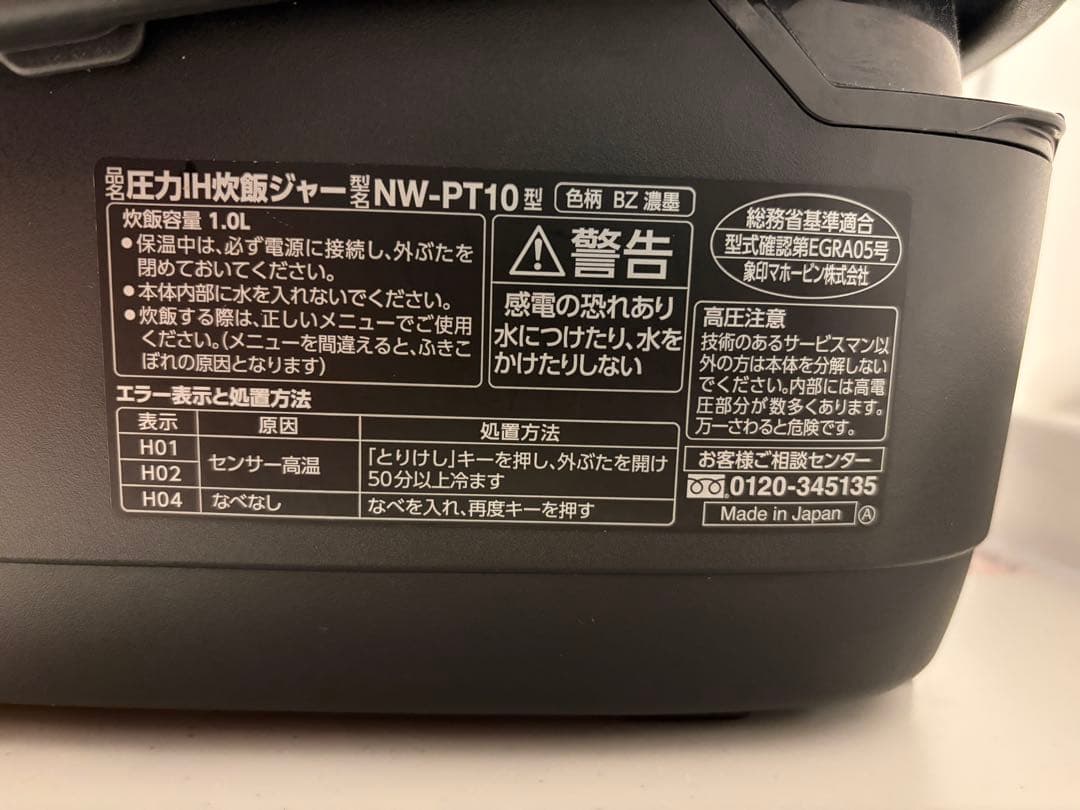 品名 圧力IH炊飯ジャー 型名 NW-PT10型 色柄 BZ 濃墨
炊飯容量 1.0L
●保温中は、必ず電源に接続し、外ぶたを
閉めておいてください。
●本体内部に水を入れないでください。
●炊飯する際は、正しいメニューでご使用
ください。(メニューを間違えると、ふきこ
ぼれの原因となります)
⚠警告
感電の恐れあり
水につけたり、水を
かけたりしない
総務省基準適合
型式確認第EGRA05号
象印マホービン株式会社
高圧注意
技術のあるサービスマン以
外の方は本体を分解しない
でください。内部には高電
圧部分が数多くあります。
万一さわると危険です。
エラー表示と処置方法
表示 原因 処置方法
H01
H02
センサー高温
「とりけし」キーを押し、外ぶたを開け
50分以上冷ます
H04 なべなし なべを入れ、再度キーを押す
お客様ご相談センター
0120-345135
Made in Japan Ⓐ